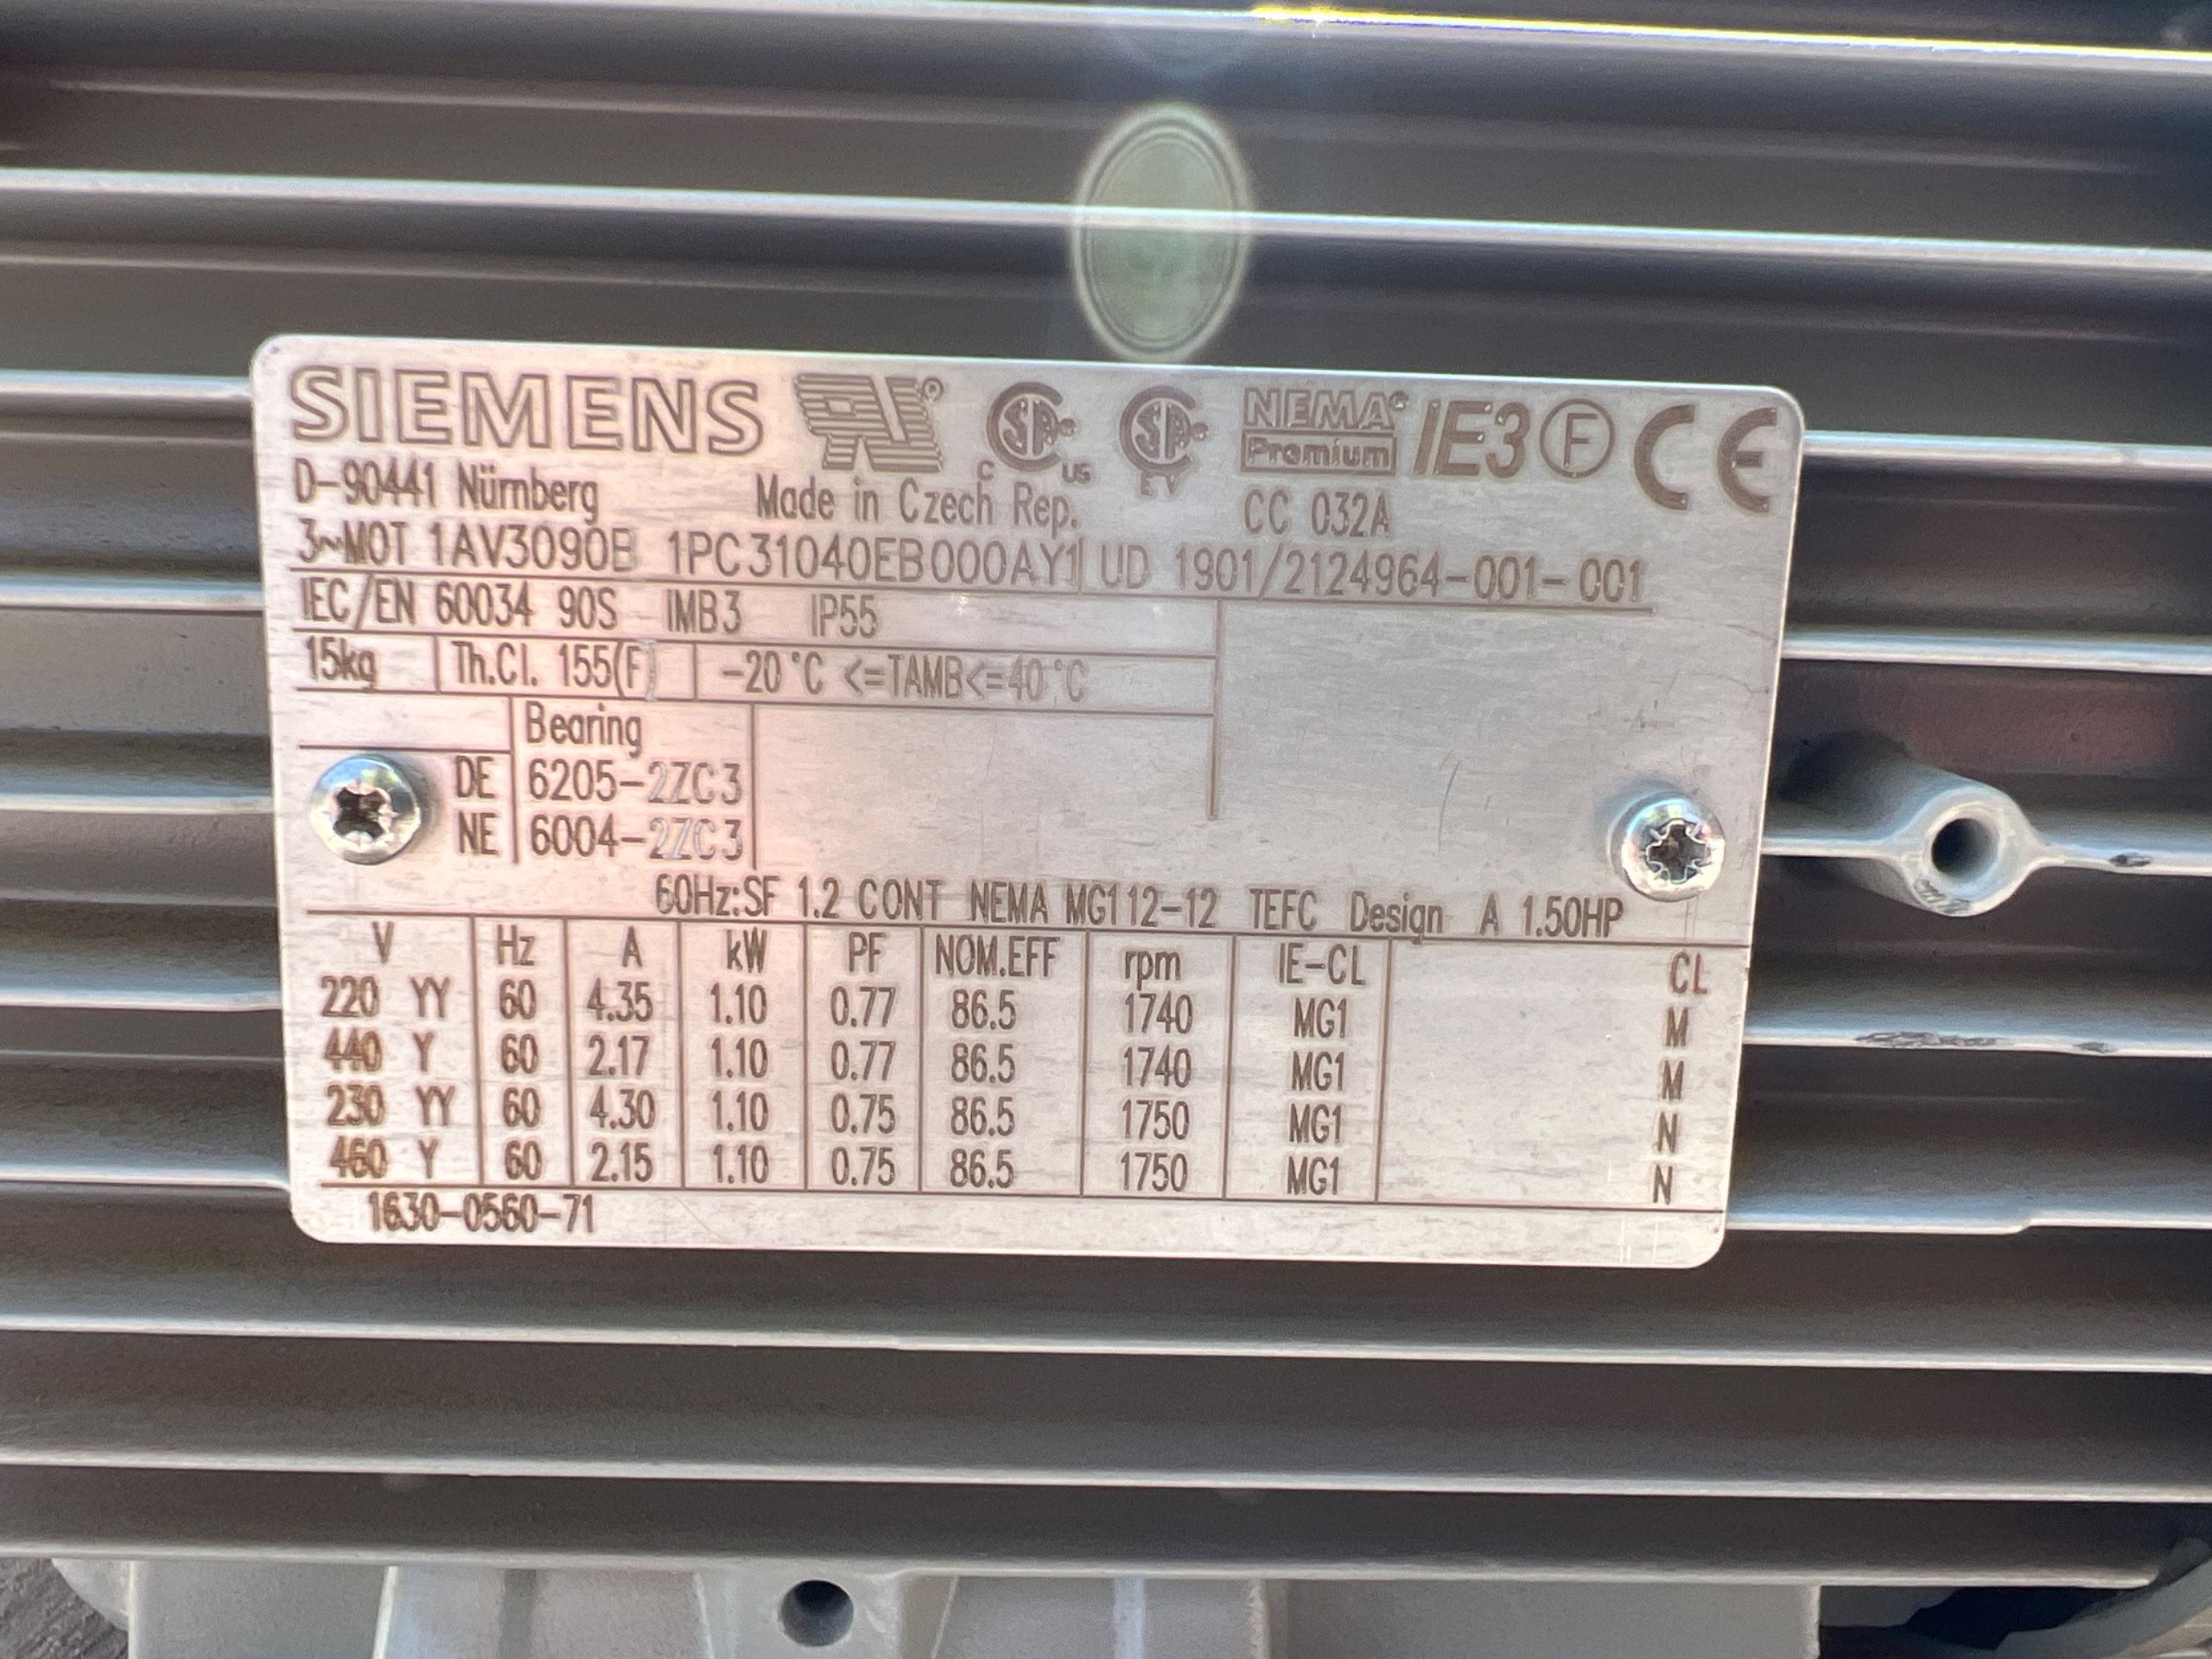 SIEMENS ® C US EV NEMA® Premium IE3 F CE
D-90441 Nürnberg Made in Czech Rep. CC 032A
3~MOT 1AV3090B 1PC31040EB000AY1 UD 1901/2124964-001-001
IEC/EN 60034 90S IMB3 IP55
15kg Th.Cl. 155(F) -20°C <=TAMB<=40°C
Bearing
DE 6205-2ZC3
NE 6004-2ZC3
60Hz:SF 1.2 CONT NEMA MG112-12 TEFC Design A 1.50HP
V Hz A kW PF NOM.EFF rpm IE-CL CL
220 YY 60 4.35 1.10 0.77 86.5 1740 MG1 M
440 Y 60 2.17 1.10 0.77 86.5 1740 MG1 M
230 YY 60 4.30 1.10 0.75 86.5 1750 MG1 N
460 Y 60 2.15 1.10 0.75 86.5 1750 MG1 N
1630-0560-71